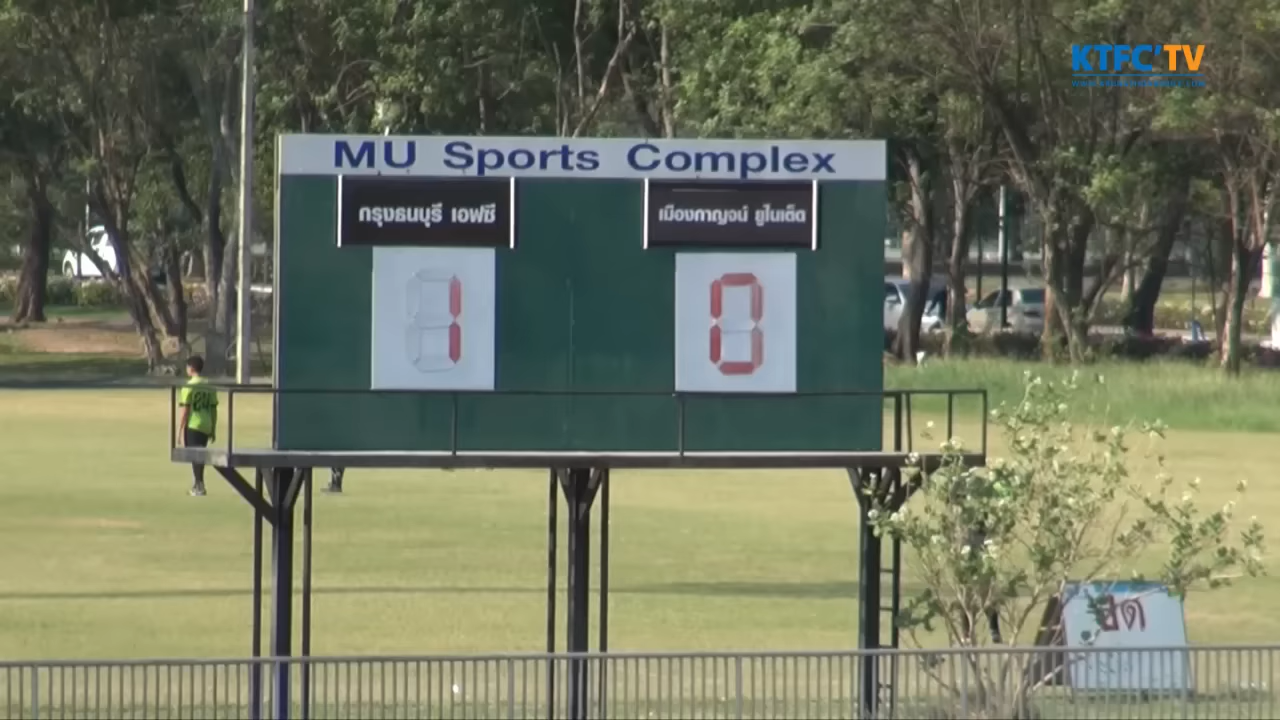 KTFC'TV
MU Sports Complex
กรุงธนบุรี เอฟซี
เมืองกาญจน์ ยูไนเต็ด
1
0